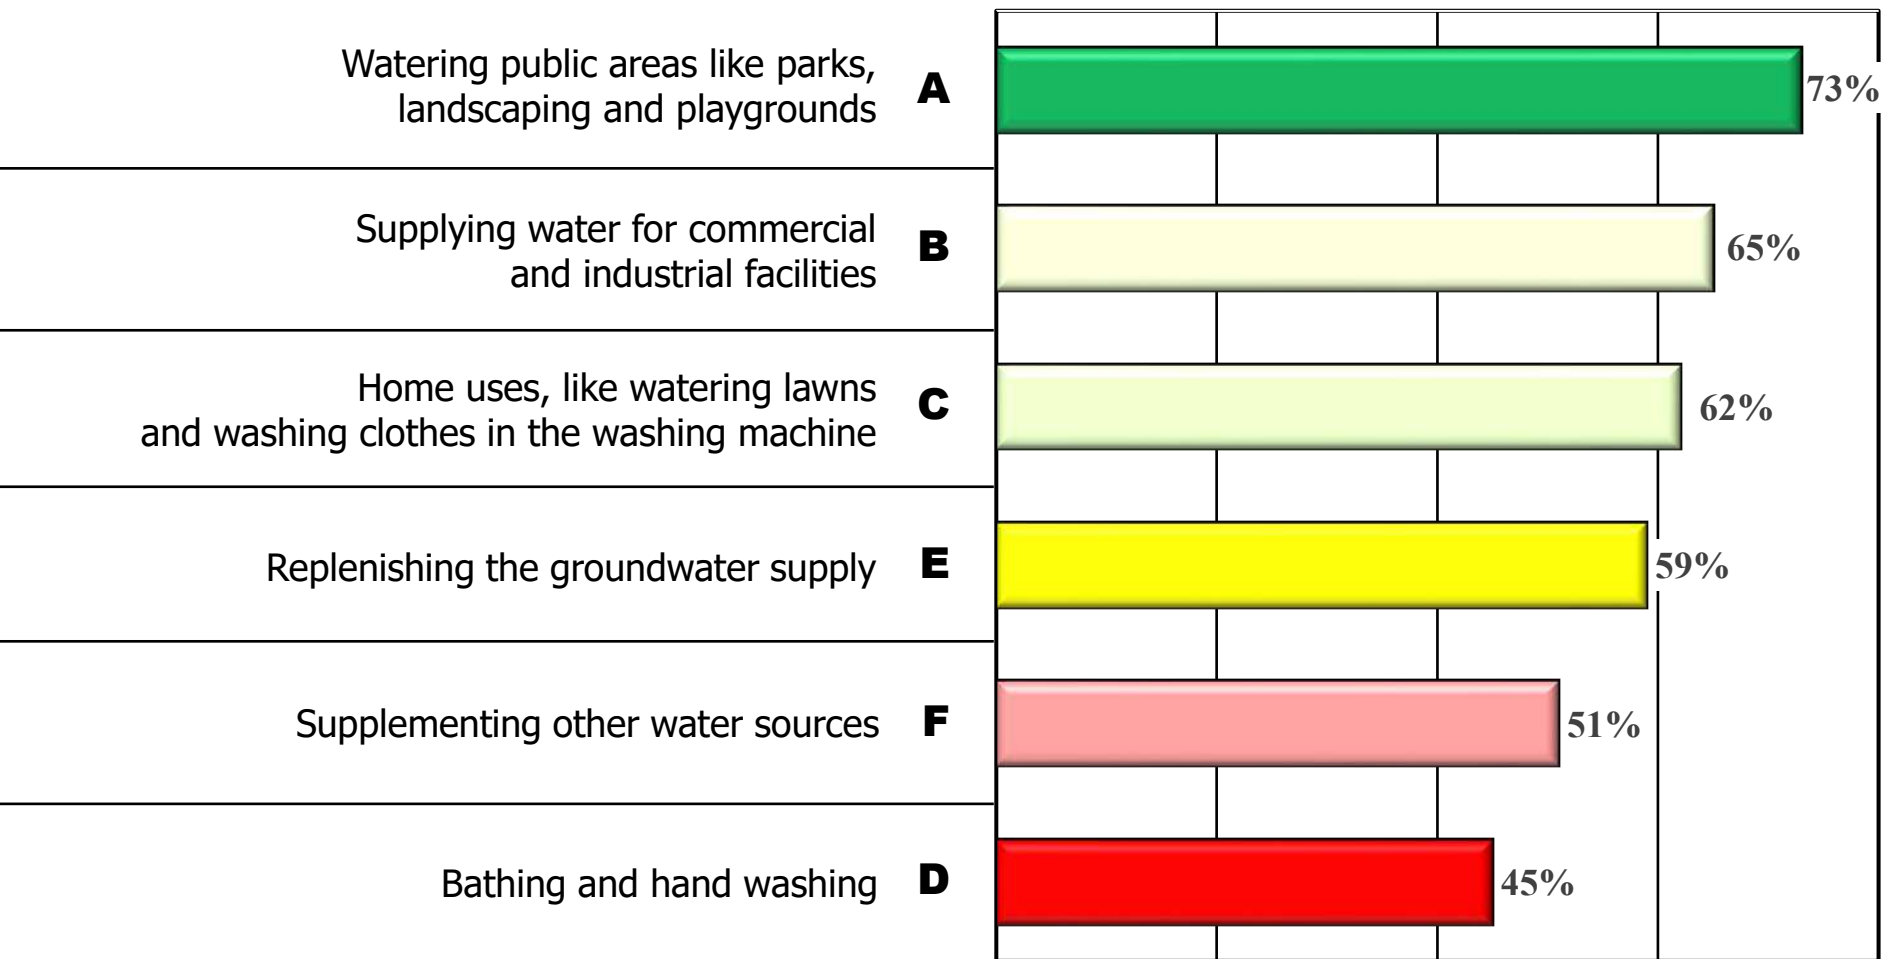 Watering public areas like parks,
landscaping and playgrounds
A
73%
Supplying water for commercial
and industrial facilities
B
65%
Home uses, like watering lawns
and washing clothes in the washing machine
C
62%
Replenishing the groundwater supply
E
59%
Supplementing other water sources
F
51%
Bathing and hand washing
D
45%